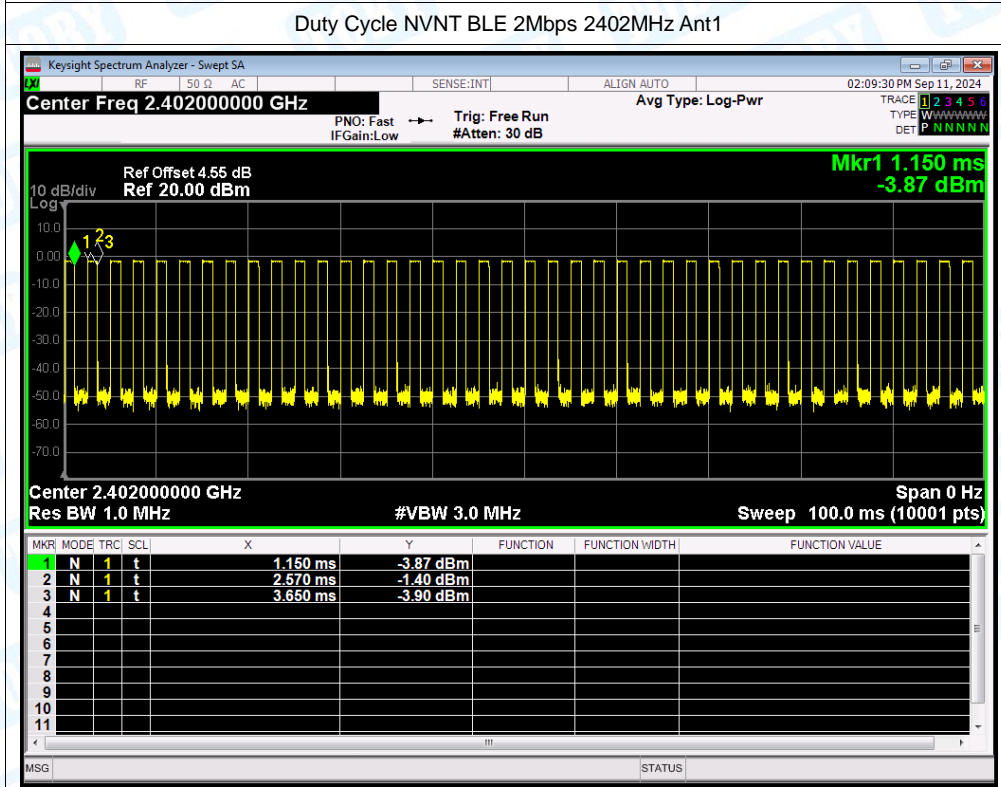 Duty Cycle NVNT BLE 2Mbps 2402MHz Ant1
Keysight Spectrum Analyzer - Swept SA
LXI RF 50 Ω AC SENSE:INT ALIGN AUTO 02:09:30 PM Sep 11, 2024
Center Freq 2.402000000 GHz Avg Type: Log-Pwr TRACE 1 2 3 4 5 6
PNO: Fast Trig: Free Run TYPE WWWWWW
IFGain:Low #Atten: 30 dB DET P N N N N N
Mkr1 1.150 ms
Ref Offset 4.55 dB
10 dB/div Ref 20.00 dBm -3.87 dBm
Log
10.0
1 2 3
0.00
-10.0
-20.0
-30.0
-40.0
-50.0
-60.0
-70.0
Center 2.402000000 GHz Span 0 Hz
Res BW 1.0 MHz #VBW 3.0 MHz Sweep 100.0 ms (10001 pts)
MKR MODE TRC SCL X Y FUNCTION FUNCTION WIDTH FUNCTION VALUE
1 N 1 t 1.150 ms -3.87 dBm
2 N 1 t 2.570 ms -1.40 dBm
3 N 1 t 3.650 ms -3.90 dBm
4
5
6
7
8
9
10
11
MSG STATUS